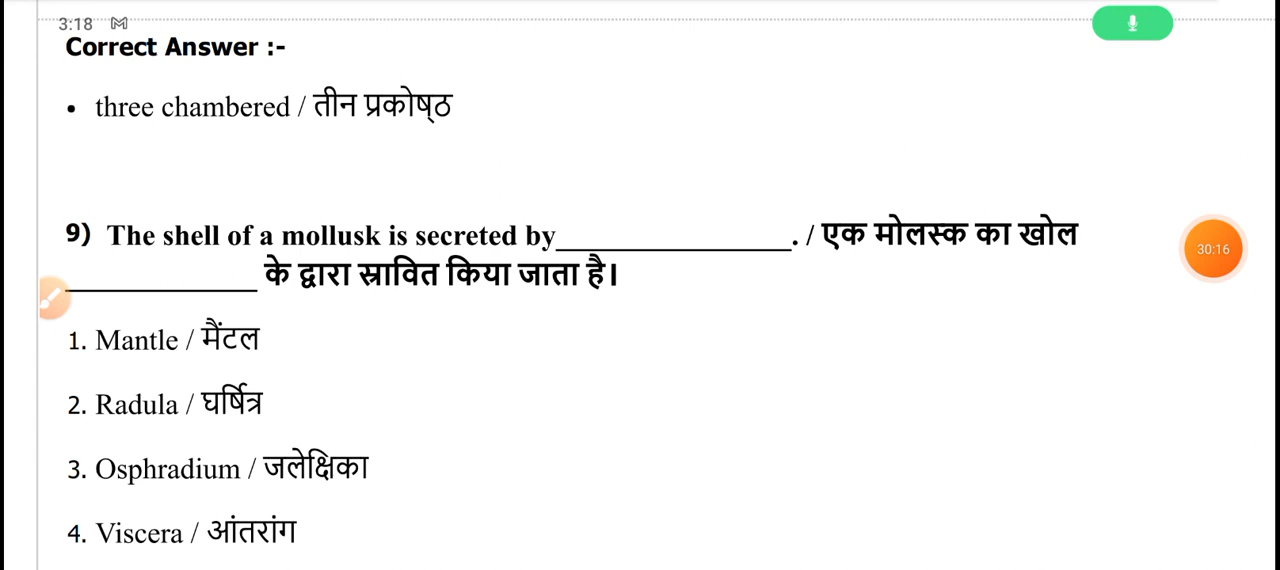 3:18 M
Correct Answer :-
• three chambered / तीन प्रकोष्ठ
9) The shell of a mollusk is secreted by________________. / एक मोलस्क का खोल
_____________ के द्वारा स्रावित किया जाता है।
30:16
1. Mantle / मैंटल
2. Radula / घर्षित्र
3. Osphradium / जलेक्षिका
4. Viscera / आंतरांग